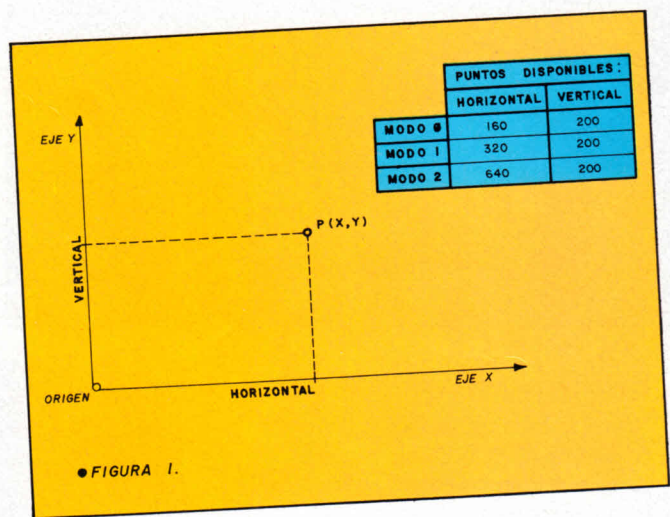 PUNTOS DISPONIBLES:
HORIZONTAL VERTICAL
MODO 0 160 200
MODO 1 320 200
MODO 2 640 200
EJE Y
P(X,Y)
VERTICAL
ORIGEN
HORIZONTAL
EJE X
●FIGURA 1.